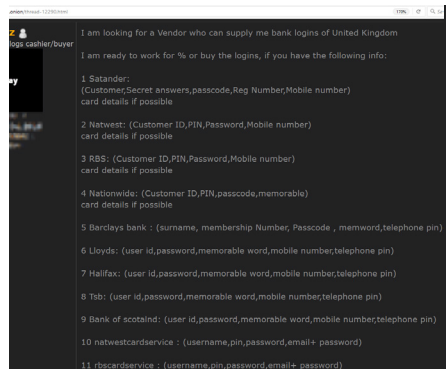 .onion/thread-12290.html
110%
z
logs cashier/buyer
ay
I am looking for a Vendor who can supply me bank logins of United Kingdom
I am ready to work for % or buy the logins, if you have the following info:
1 Satander:
(Customer,Secret answers,passcode,Reg Number,Mobile number)
card details if possible
2 Natwest: (Customer ID,PIN,Password,Mobile number)
card details if possible
3 RBS: (Customer ID,PIN,Password,Mobile number)
card details if possible
4 Nationwide: (Customer ID,PIN,passcode,memorable)
card details if possible
5 Barclays bank : (surname, membership Number, Passcode , memword,telephone pin)
6 Lloyds: (user id,password,memorable word,mobile number,telephone pin)
7 Halifax: (user id,password,memorable word,mobile number,telephone pin)
8 Tsb: (user id,password,memorable word,mobile number,telephone pin)
9 Bank of scotalnd: (user id,password,memorable word,mobile number,telephone pin)
10 natwestcardservice : (username,pin,password,email+ password)
11 rbscardservice : (username,pin,password,email+ password)